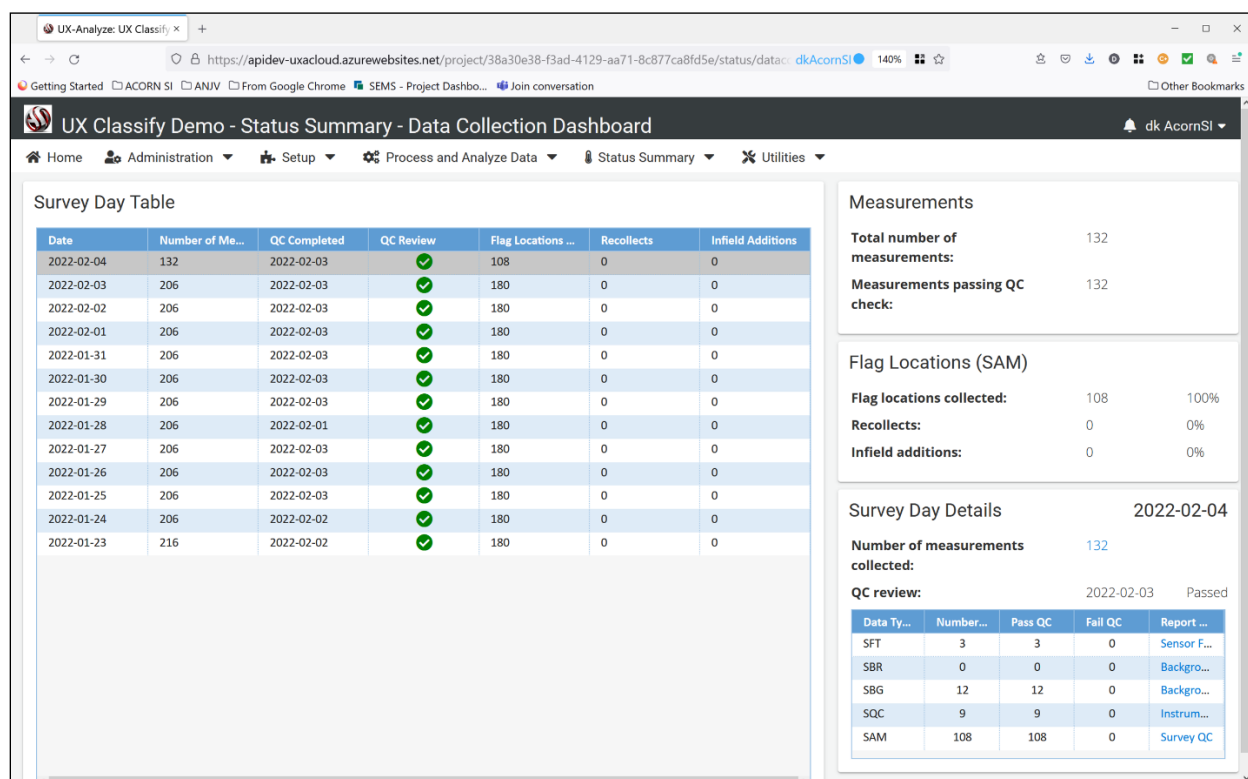 UX-Analyze: UX Classify × +
https://apidev-uxacloud.azurewebsites.net/project/38a30e38-f3ad-4129-aa71-8c877ca8fd5e/status/datac dkAcornSI 140%
Getting Started ACORN SI ANJV From Google Chrome SEMS - Project Dashbo... Join conversation Other Bookmarks
UX Classify Demo - Status Summary - Data Collection Dashboard dk AcornSI
Home Administration Setup Process and Analyze Data Status Summary Utilities
Survey Day Table
Date Number of Me... QC Completed QC Review Flag Locations ... Recollects Infield Additions
2022-02-04 132 2022-02-03 108 0 0
2022-02-03 206 2022-02-03 180 0 0
2022-02-02 206 2022-02-03 180 0 0
2022-02-01 206 2022-02-03 180 0 0
2022-01-31 206 2022-02-03 180 0 0
2022-01-30 206 2022-02-03 180 0 0
2022-01-29 206 2022-02-03 180 0 0
2022-01-28 206 2022-02-01 180 0 0
2022-01-27 206 2022-02-03 180 0 0
2022-01-26 206 2022-02-03 180 0 0
2022-01-25 206 2022-02-03 180 0 0
2022-01-24 206 2022-02-02 180 0 0
2022-01-23 216 2022-02-02 180 0 0
Measurements
Total number of 132
measurements:
Measurements passing QC 132
check:
Flag Locations (SAM)
Flag locations collected: 108 100%
Recollects: 0 0%
Infield additions: 0 0%
Survey Day Details 2022-02-04
Number of measurements 132
collected:
QC review: 2022-02-03 Passed
Data Ty... Number... Pass QC Fail QC Report ...
SFT 3 3 0 Sensor F...
SBR 0 0 0 Backgro...
SBG 12 12 0 Backgro...
SQC 9 9 0 Instrum...
SAM 108 108 0 Survey QC